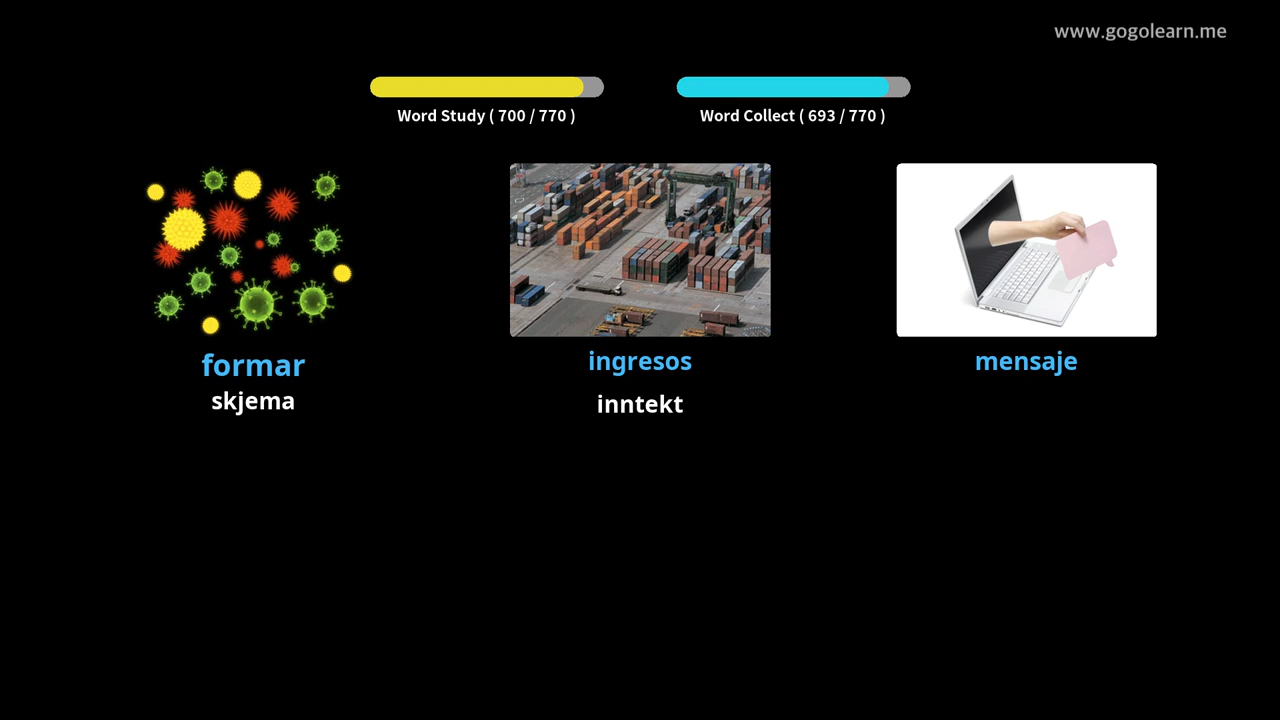 www.gogolearn.me
Word Study ( 700 / 770 )
Word Collect ( 693 / 770 )
formar
skjema
ingresos
inntekt
mensaje